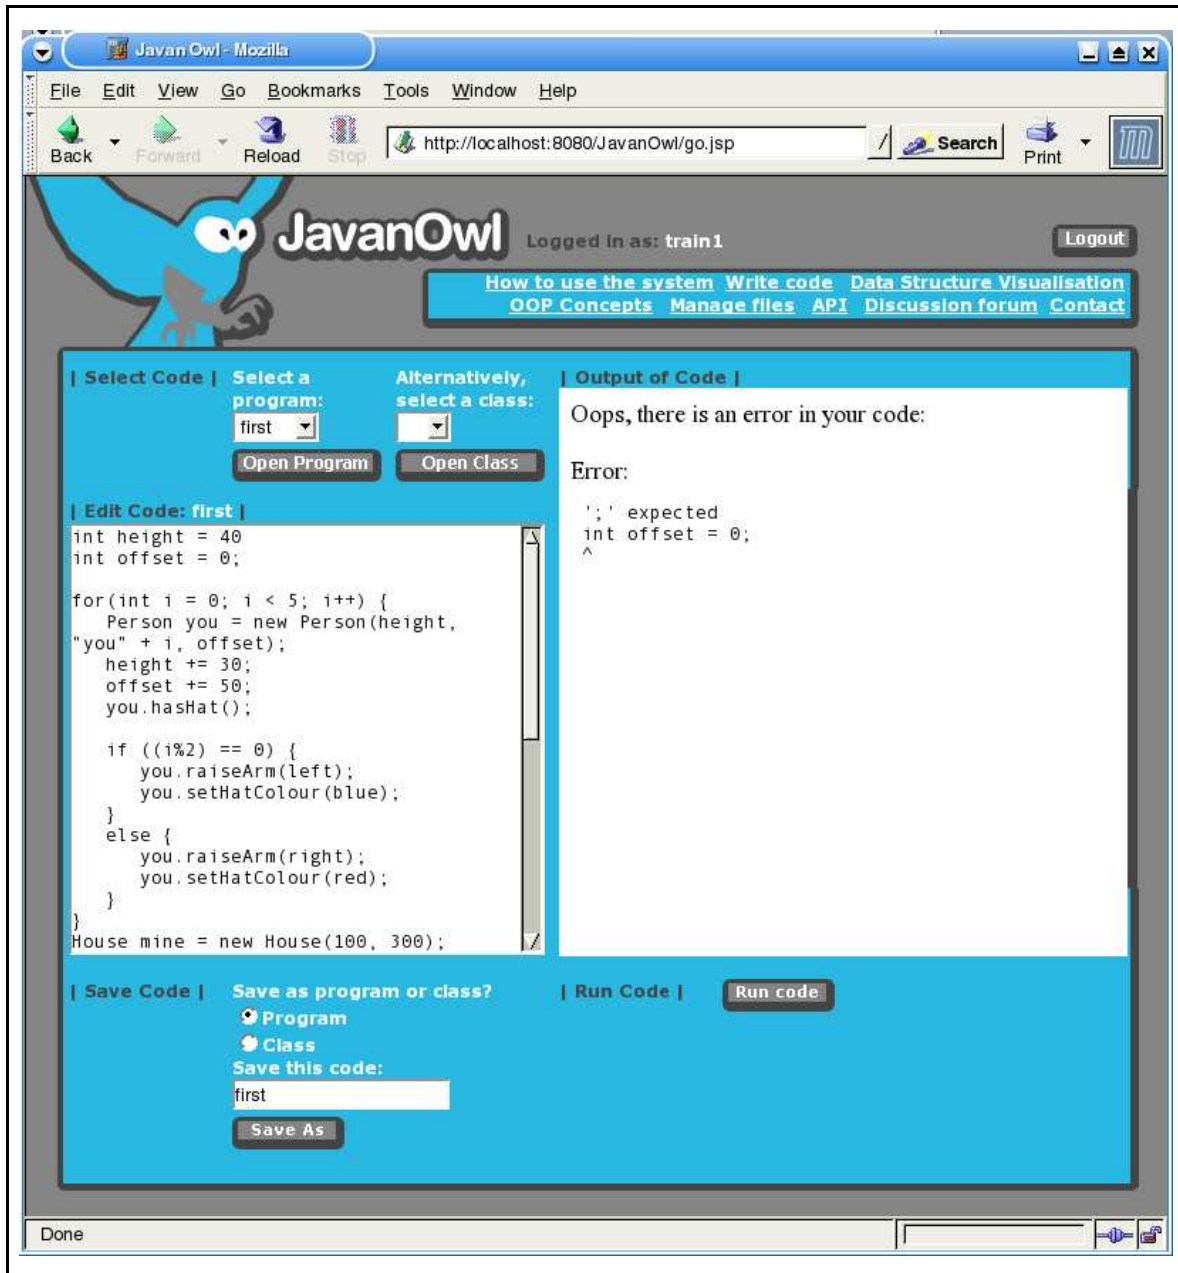 Javan Owl - Mozilla
File Edit View Go Bookmarks Tools Window Help
Back Forward Reload Stop http://localhost:8080/JavanOwl/go.jsp Search Print
JavanOwl Logged in as: train1 Logout
How to use the system Write code Data Structure Visualisation
OOP Concepts Manage files API Discussion forum Contact
| Select Code | Select a program:
first
Open Program
Alternatively, select a class:
Open Class
| Edit Code: first |
int height = 40
int offset = 0;
for(int i = 0; i < 5; i++) {
Person you = new Person(height,
"you" + i, offset);
height += 30;
offset += 50;
you.hasHat();
if ((i%2) == 0) {
you.raiseArm(left);
you.setHatColour(blue);
}
else {
you.raiseArm(right);
you.setHatColour(red);
}
}
House mine = new House(100, 300);
| Output of Code |
Oops, there is an error in your code:
Error:
';' expected
int offset = 0;
^
| Save Code | Save as program or class?
Program
Class
Save this code:
first
Save As
| Run Code | Run code
Done